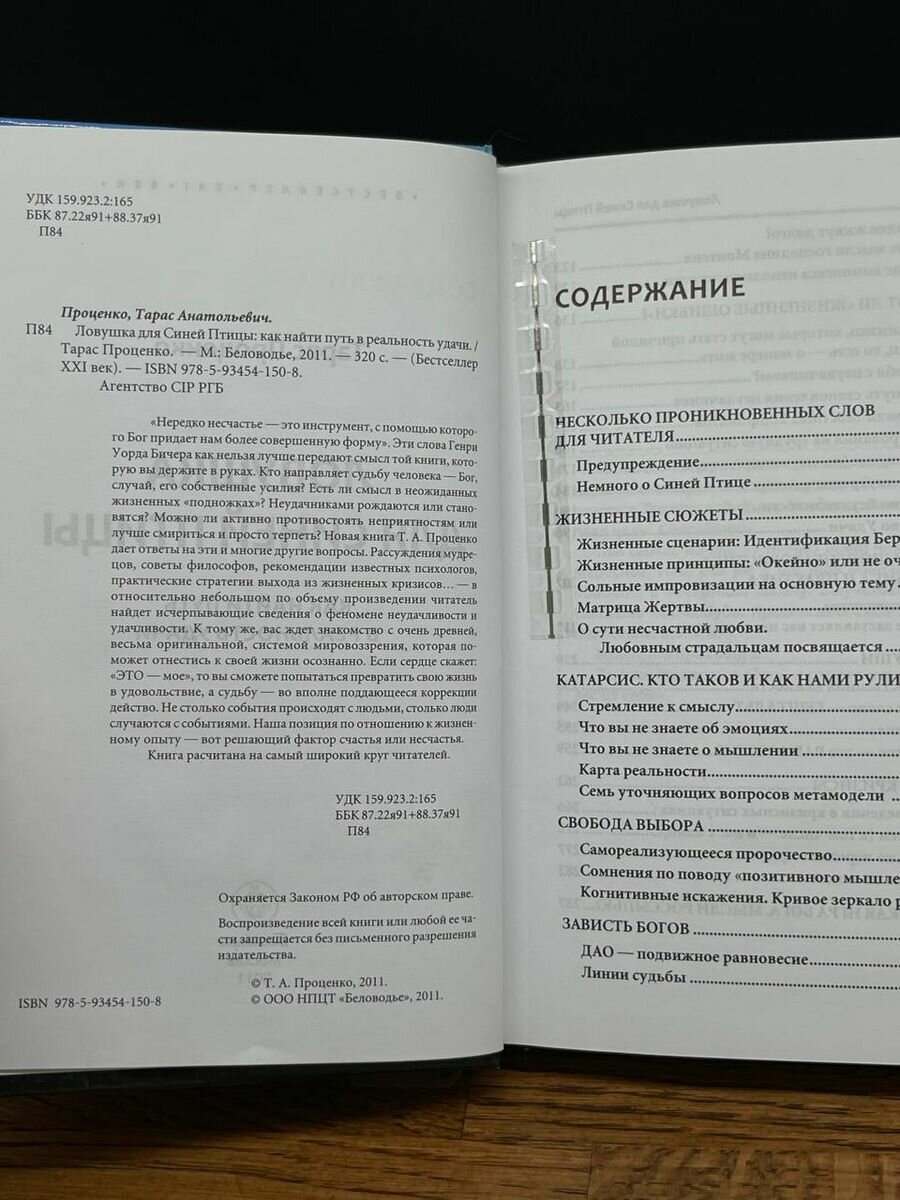 УДК 159.923.2:165
ББК 87.22я91+88.37я91
П84
Проценко, Тарас Анатольевич.
П84 Ловушка для Синей Птицы: как найти путь в реальность удачи. /
Тарас Проценко. — М.: Беловодье, 2011. — 320 с. — (Бестселлер
XXI век). — ISBN 978-5-93454-150-8.
Агентство CIP РГБ
«Нередко несчастье — это инструмент, с помощью которо-
го Бог придает нам более совершенную форму». Эти слова Генри
Уорда Бичера как нельзя лучше передают смысл той книги, кото-
рую вы держите в руках. Кто направляет судьбу человека — Бог,
случай, его собственные усилия? Есть ли смысл в неожиданных
жизненных «подножках»? Неудачниками рождаются или стано-
вятся? Можно ли активно противостоять неприятностям или
лучше смириться и просто терпеть? Новая книга Т. А. Проценко
дает ответы на эти и многие другие вопросы. Рассуждения мудре-
цов, советы философов, рекомендации известных психологов,
практические стратегии выхода из жизненных кризисов... — в
относительно небольшом по объему произведении читатель
найдет исчерпывающие сведения о феномене неудачливости и
удачливости. К тому же, вас ждет знакомство с очень древней,
весьма оригинальной, системой мировоззрения, которая по-
может отнестись к своей жизни осознанно. Если сердце скажет:
«ЭТО — мое», то вы сможете попытаться превратить свою жизнь
в удовольствие, а судьбу — во вполне поддающееся коррекции
действо. Не столько события происходят с людьми, столько люди
случаются с событиями. Наша позиция по отношению к жизнен-
ному опыту — вот решающий фактор счастья или несчастья.
Книга расчитана на самый широкий круг читателей.
УДК 159.923.2:165
ББК 87.22я91+88.37я91
П84
Охраняется Законом РФ об авторском праве.
Воспроизведение всей книги или любой ее ча-
сти запрещается без письменного разрешения
издательства.
© Т. А. Проценко, 2011.
© ООО НПЦТ «Беловодье», 2011.
ISBN 978-5-93454-150-8
СОДЕРЖАНИЕ
НЕСКОЛЬКО ПРОНИКНОВЕННЫХ СЛОВ
ДЛЯ ЧИТАТЕЛЯ
Предупреждение
Немного о Синей Птице
ЖИЗНЕННЫЕ СЮЖЕТЫ
Жизненные сценарии: Идентификация Бер
Жизненные принципы: «Окейно» или не оч
Сольные импровизации на основную тему
Матрица Жертвы
О сути несчастной любви.
Любовным страдальцам посвящается
КАТАРСИС. КТО ТАКОВ И КАК НАМИ РУЛИ
Стремление к смыслу
Что вы не знаете об эмоциях
Что вы не знаете о мышлении
Карта реальности
Семь уточняющих вопросов метамодели
СВОБОДА ВЫБОРА
Самореализующееся пророчество
Сомнения по поводу «позитивного мышле
Когнитивные искажения. Кривое зеркало р
ЗАВИСТЬ БОГОВ
ДАО — подвижное равновесие
Линии судьбы